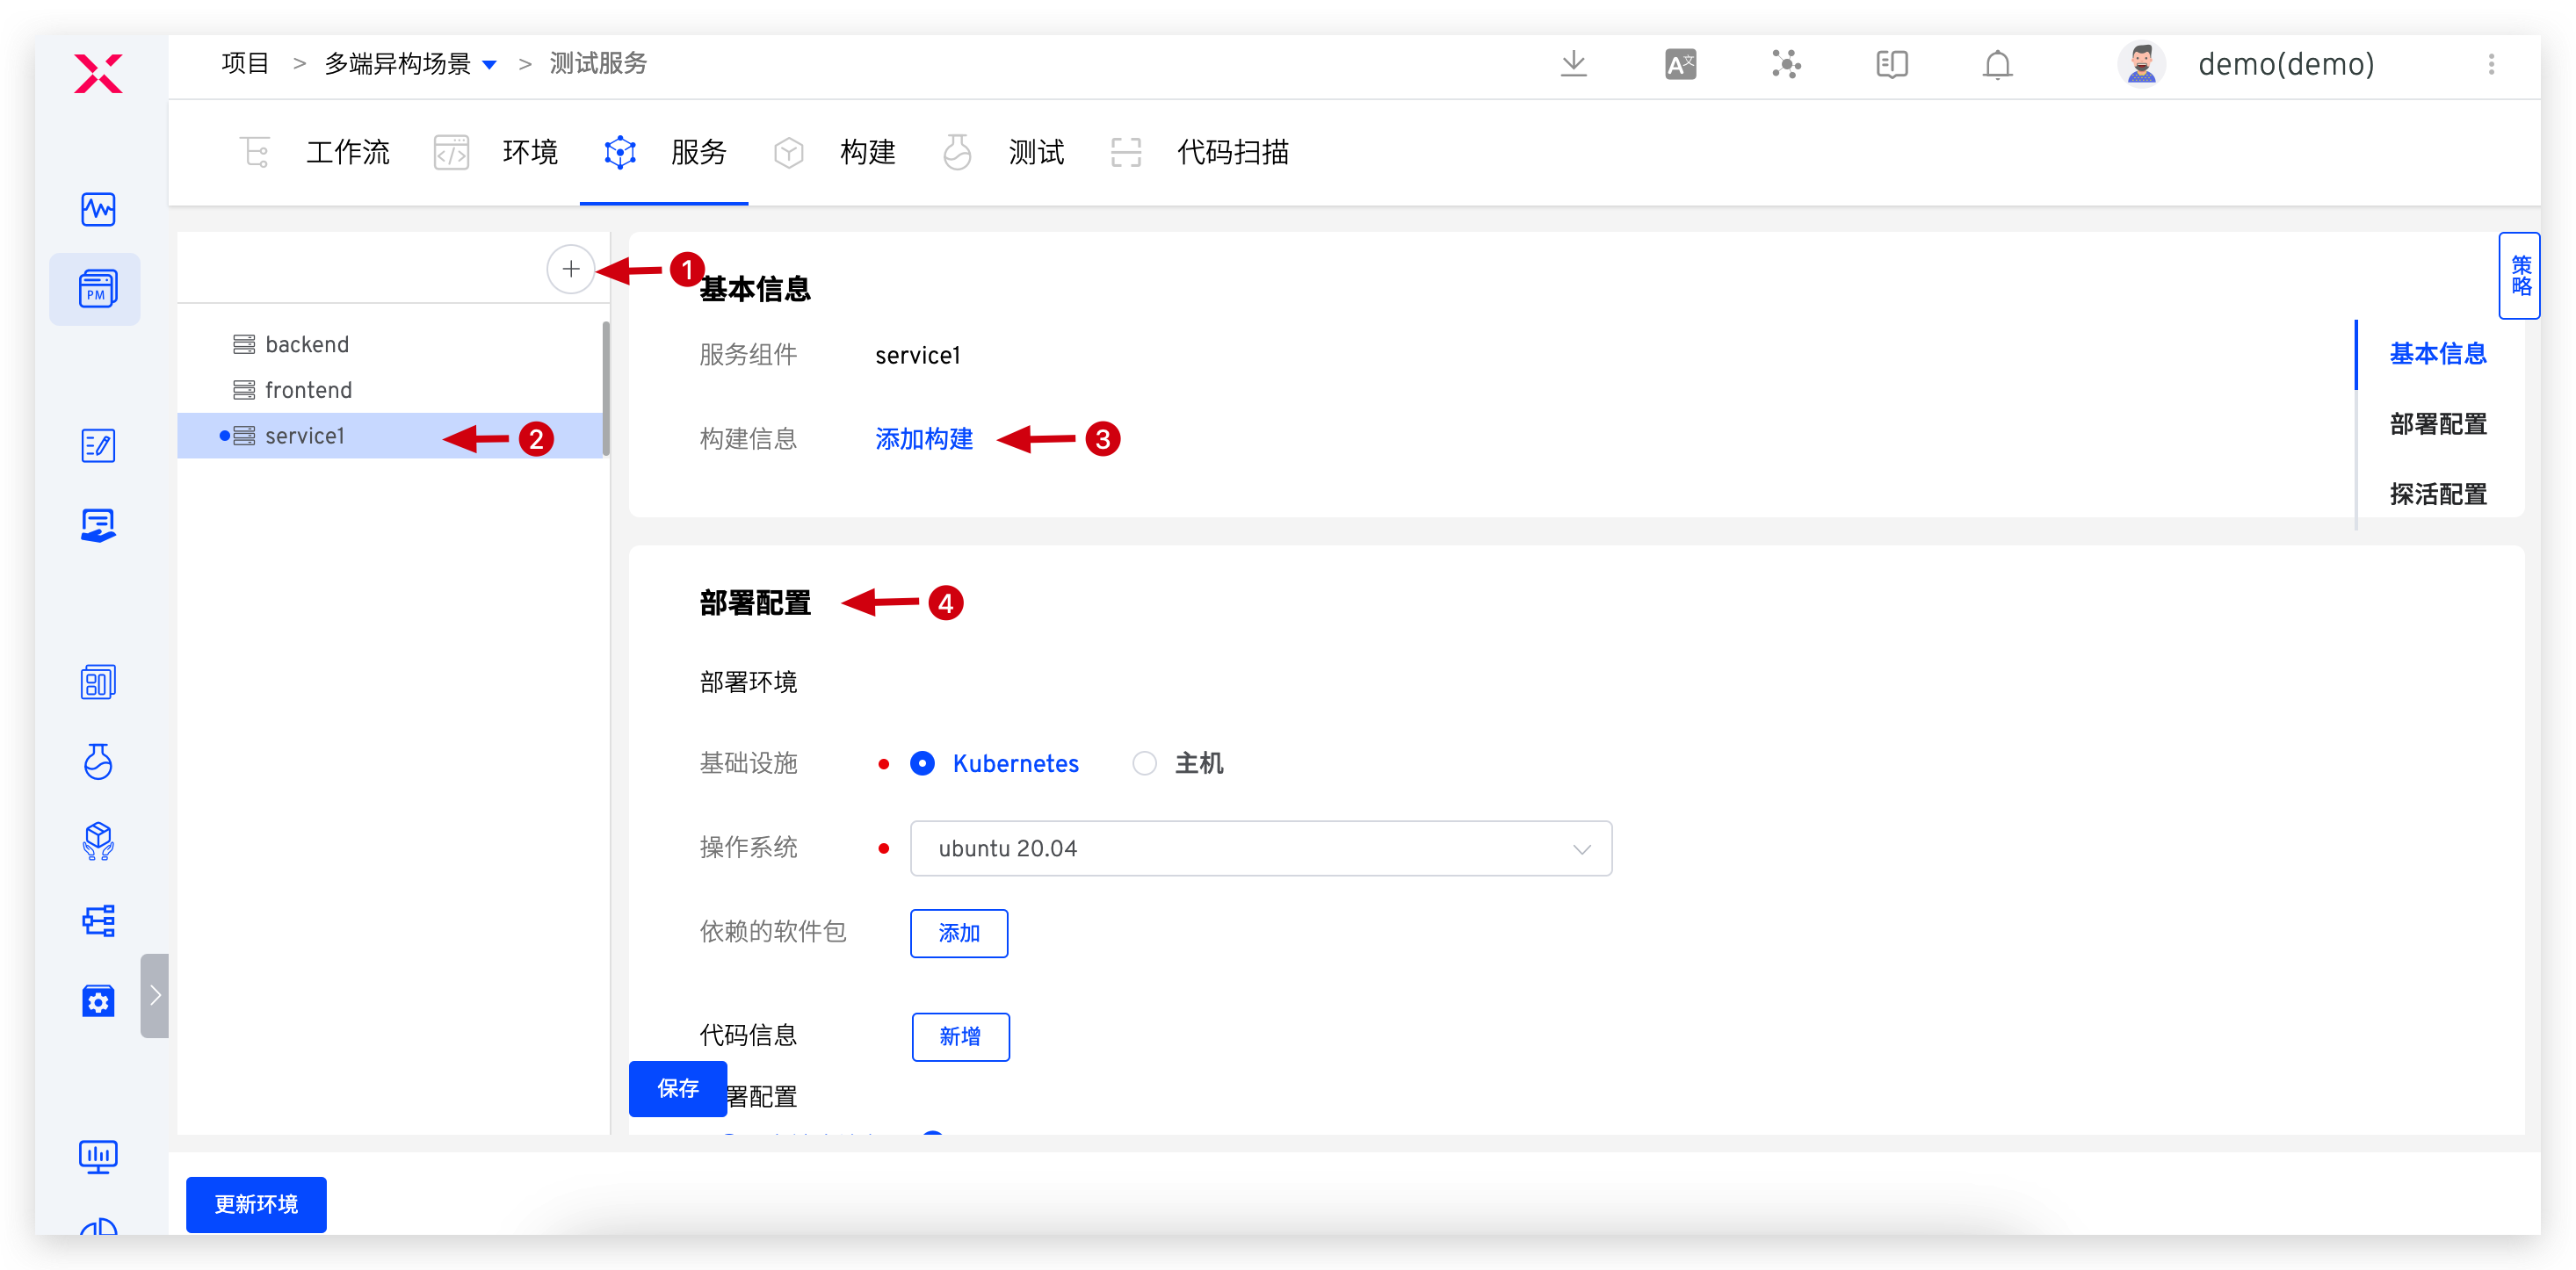 项目 > 多端异构场景 > 测试服务
A文
demo(demo)
工作流 环境 服务 构建 测试 代码扫描
PM
1
backend
frontend
service1
2
基本信息
服务组件 service1
构建信息 添加构建 3
策略
基本信息
部署配置
探活配置
部署配置 4
部署环境
基础设施 Kubernetes 主机
操作系统 ubuntu 20.04
依赖的软件包 添加
代码信息 新增
保存
署配置
更新环境